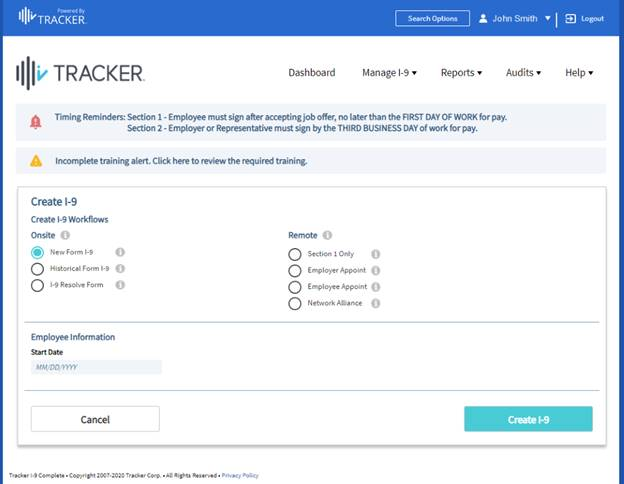 Powered By
TRACKER
Search Options
John Smith
Logout
TRACKER
Dashboard
Manage I-9
Reports
Audits
Help
Timing Reminders: Section 1 - Employee must sign after accepting job offer, no later than the FIRST DAY OF WORK for pay.
Section 2 - Employer or Representative must sign by the THIRD BUSINESS DAY of work for pay.
Incomplete training alert. Click here to review the required training.
Create I-9
Create I-9 Workflows
Onsite
New Form I-9
Historical Form I-9
I-9 Resolve Form
Remote
Section 1 Only
Employer Appoint
Employee Appoint
Network Alliance
Employee Information
Start Date
MM/DD/YYYY
Cancel
Create I-9
Tracker I-9 Complete • Copyright 2007-2020 Tracker Corp. • All Rights Reserved • Privacy Policy